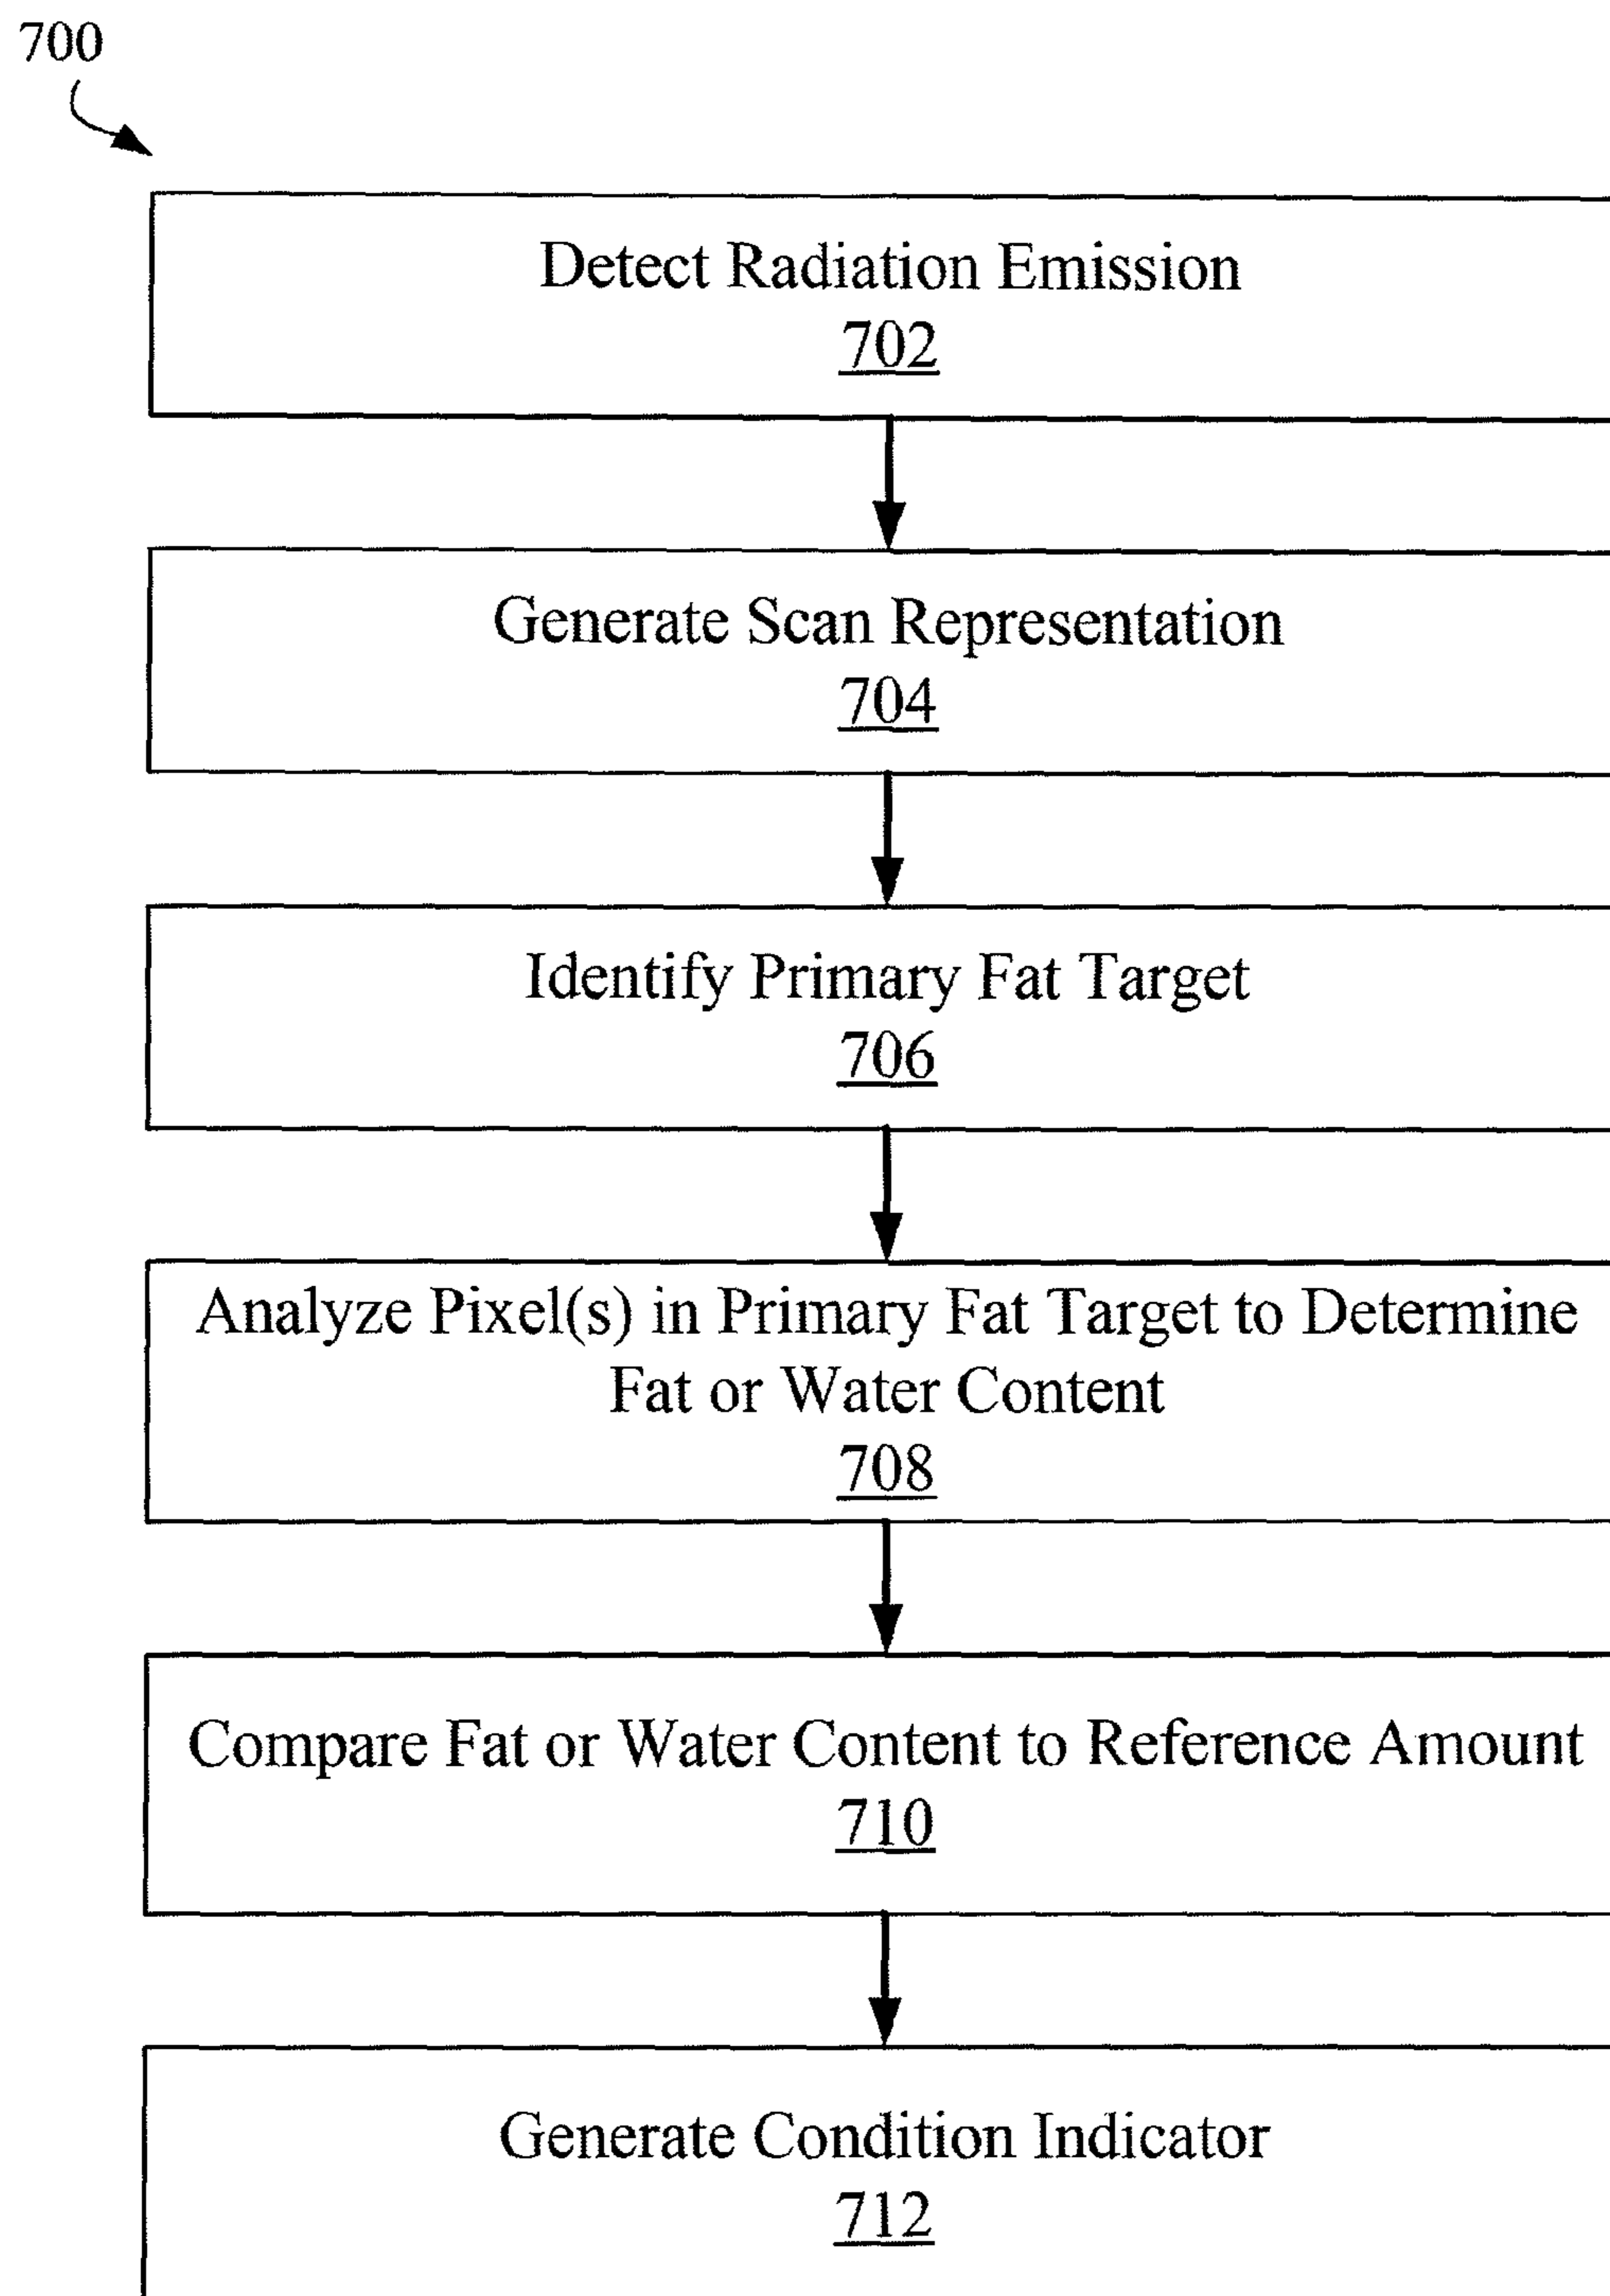 700
Detect Radiation Emission
702
Generate Scan Representation
704
Identify Primary Fat Target
706
Analyze Pixel(s) in Primary Fat Target to Determine
Fat or Water Content
708
Compare Fat or Water Content to Reference Amount
710
Generate Condition Indicator
712